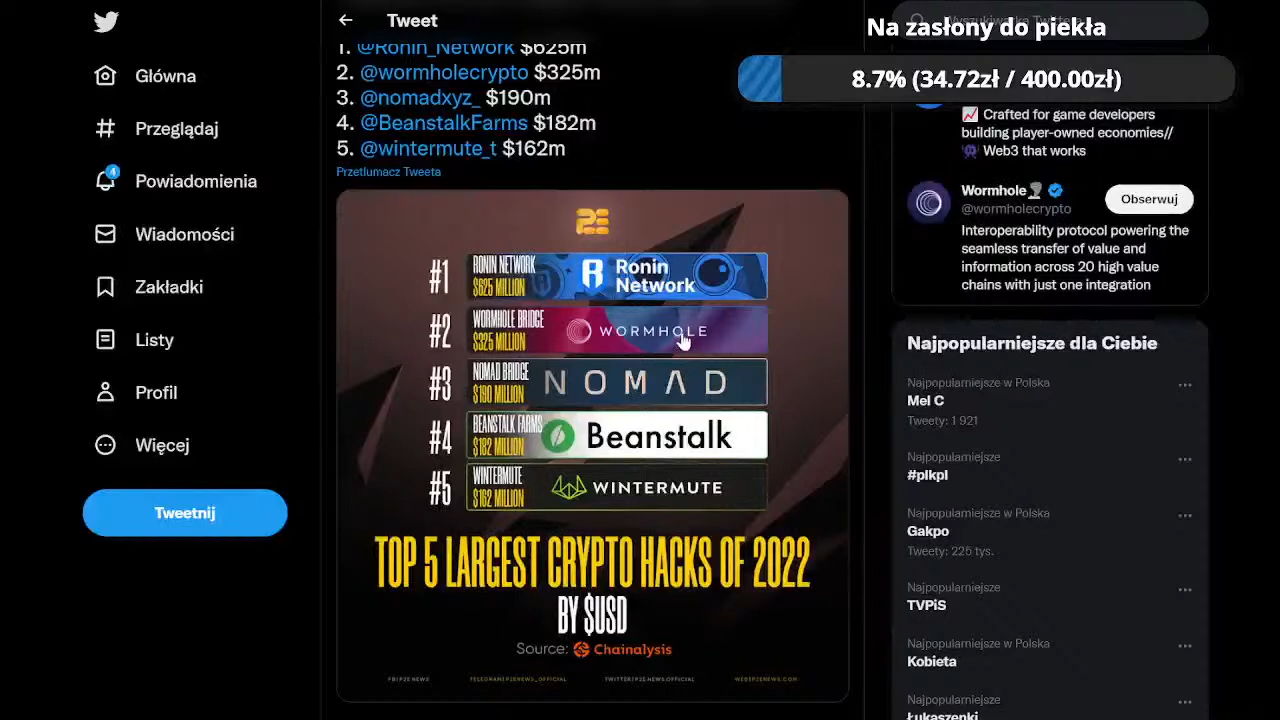 Tweet
Na zasłony do piekła
8.7% (34.72zł / 400.00zł)
Główna
Przeglądaj
4
Powiadomienia
Wiadomości
Zakładki
Listy
Profil
Więcej
Tweetnij
1. @Ronin_Network $625m
2. @wormholecrypto $325m
3. @nomadxyz_ $190m
4. @BeanstalkFarms $182m
5. @wintermute_t $162m
Przetłumacz Tweeta
#1
RONIN NETWORK
$625 MILLION
Ronin
Network
#2
WORMHOLE BRIDGE
$325 MILLION
WORMHOLE
#3
NOMAD BRIDGE
$190 MILLION
NOMAD
#4
BEANSTALK FARMS
$182 MILLION
Beanstalk
#5
WINTERMUTE
$162 MILLION
WINTERMUTE
TOP 5 LARGEST CRYPTO HACKS OF 2022
BY $USD
Source: Chainalysis
Crafted for game developers
building player-owned economies//
Web3 that works
Wormhole
@wormholecrypto
Obserwuj
Interoperability protocol powering the
seamless transfer of value and
information across 20 high value
chains with just one integration
Najpopularniejsze dla Ciebie
Najpopularniejsze w Polska
Mel C
Tweety: 1 921
Najpopularniejsze
#plkpl
Najpopularniejsze w Polska
Gakpo
Tweety: 225 tys.
Najpopularniejsze
TVPiS
Najpopularniejsze w Polska
Kobieta
Najpopularniejsze
Łukaszenki